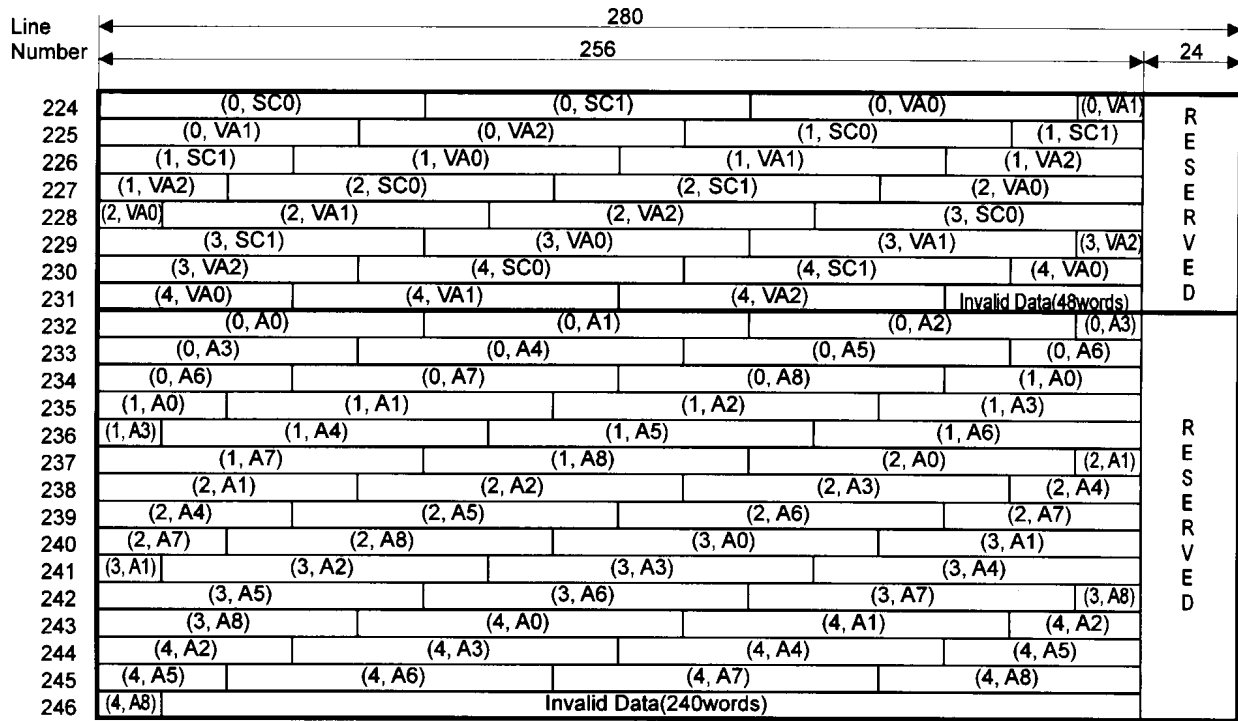 280
Line
Number
256 24
224 (0, SC0) (0, SC1) (0, VA0) (0, VA1)
225 (0, VA1) (0, VA2) (1, SC0) (1, SC1)
226 (1, SC1) (1, VA0) (1, VA1) (1, VA2)
227 (1, VA2) (2, SC0) (2, SC1) (2, VA0)
228 (2, VA0) (2, VA1) (2, VA2) (3, SC0)
229 (3, SC1) (3, VA0) (3, VA1) (3, VA2)
230 (3, VA2) (4, SC0) (4, SC1) (4, VA0)
231 (4, VA0) (4, VA1) (4, VA2) Invalid Data(48words)
RESERVED
232 (0, A0) (0, A1) (0, A2) (0, A3)
233 (0, A3) (0, A4) (0, A5) (0, A6)
234 (0, A6) (0, A7) (0, A8) (1, A0)
235 (1, A0) (1, A1) (1, A2) (1, A3)
236 (1, A3) (1, A4) (1, A5) (1, A6)
237 (1, A7) (1, A8) (2, A0) (2, A1)
238 (2, A1) (2, A2) (2, A3) (2, A4)
239 (2, A4) (2, A5) (2, A6) (2, A7)
240 (2, A7) (2, A8) (3, A0) (3, A1)
241 (3, A1) (3, A2) (3, A3) (3, A4)
242 (3, A5) (3, A6) (3, A7) (3, A8)
243 (3, A8) (4, A0) (4, A1) (4, A2)
244 (4, A2) (4, A3) (4, A4) (4, A5)
245 (4, A5) (4, A6) (4, A7) (4, A8)
246 (4, A8) Invalid Data(240words)
RESERVED